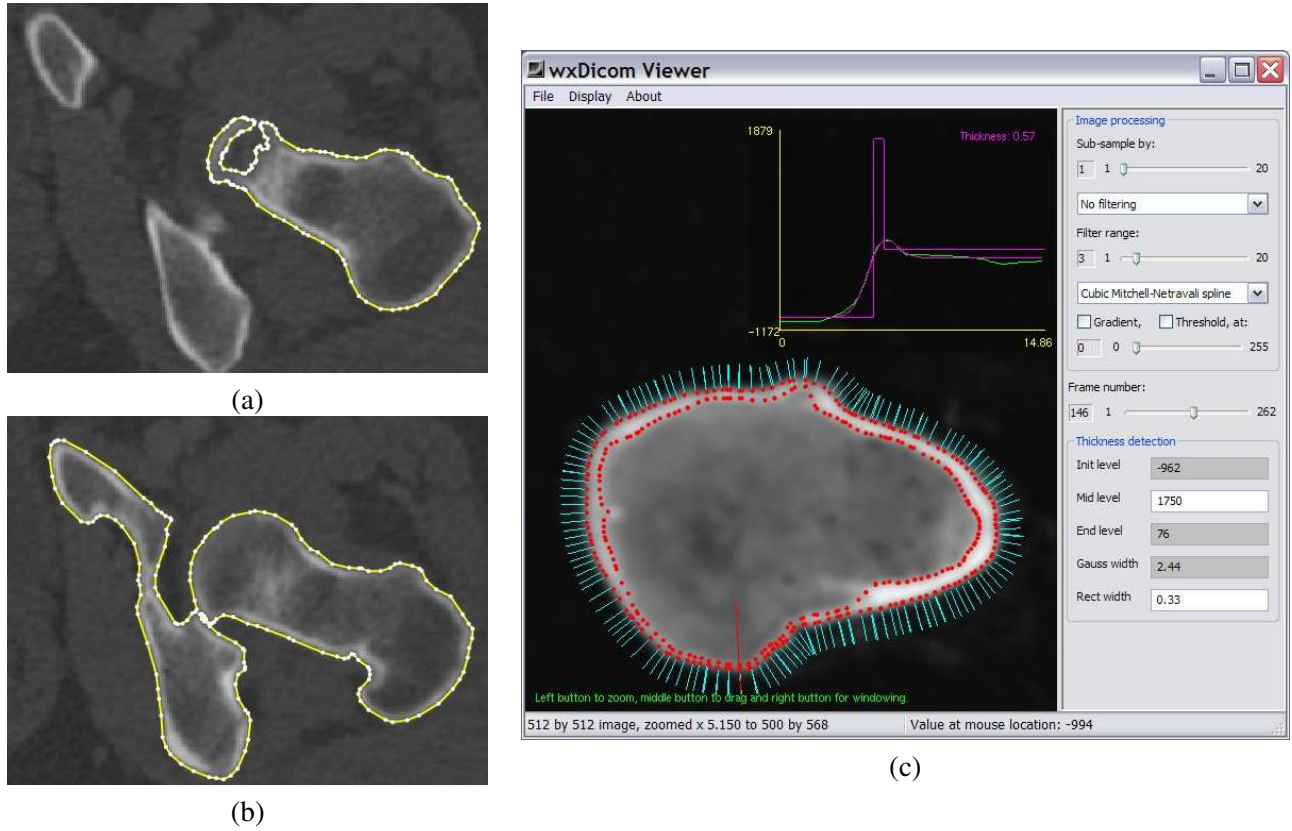 (a)
(b)
wxDicom Viewer
File Display About
1879
Thickness: 0.57
-1172
0
14.86
Left button to zoom, middle button to drag and right button for windowing.
Image processing
Sub-sample by:
1 1 20
No filtering
Filter range:
3 1 20
Cubic Mitchell-Netravali spline
Gradient, Threshold, at:
0 0 255
Frame number:
146 1 262
Thickness detection
Init level -962
Mid level 1750
End level 76
Gauss width 2.44
Rect width 0.33
512 by 512 image, zoomed x 5.150 to 500 by 568 Value at mouse location: -994
(c)